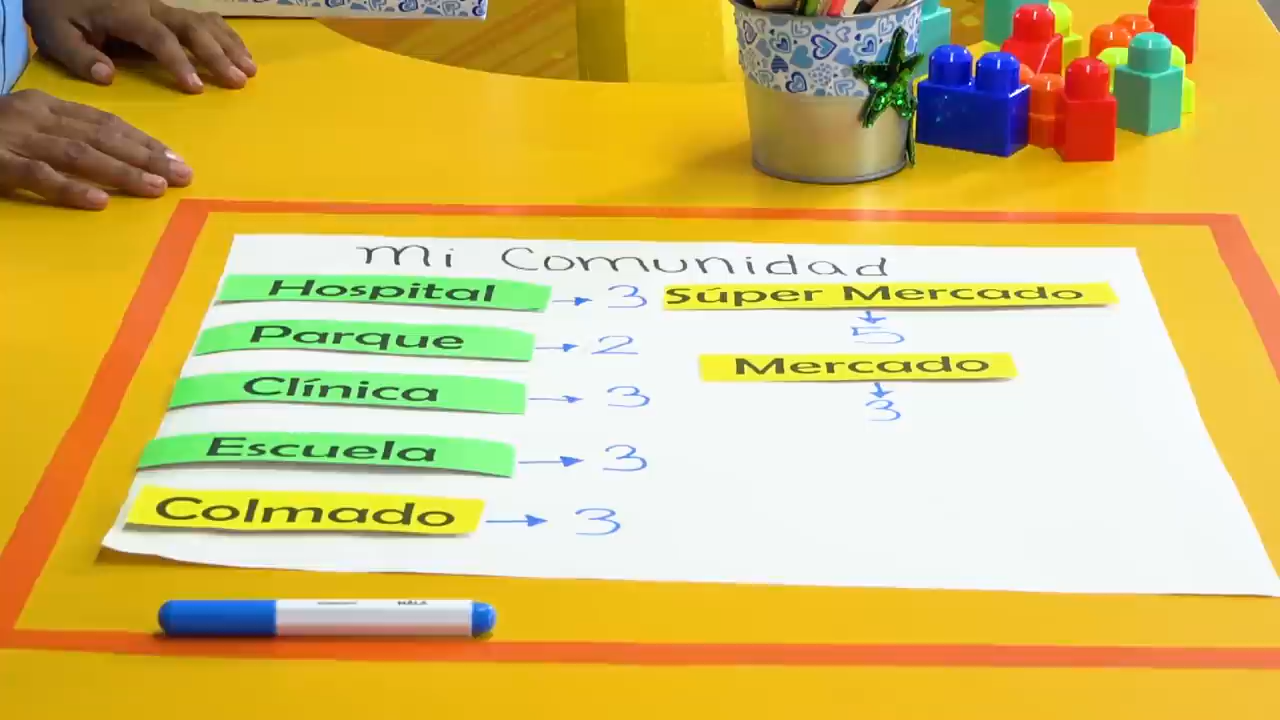 Mi Comunidad
Hospital → 3
Parque → 2
Clínica → 3
Escuela → 3
Colmado → 3
Súper Mercado
↓
5
Mercado
↓
3